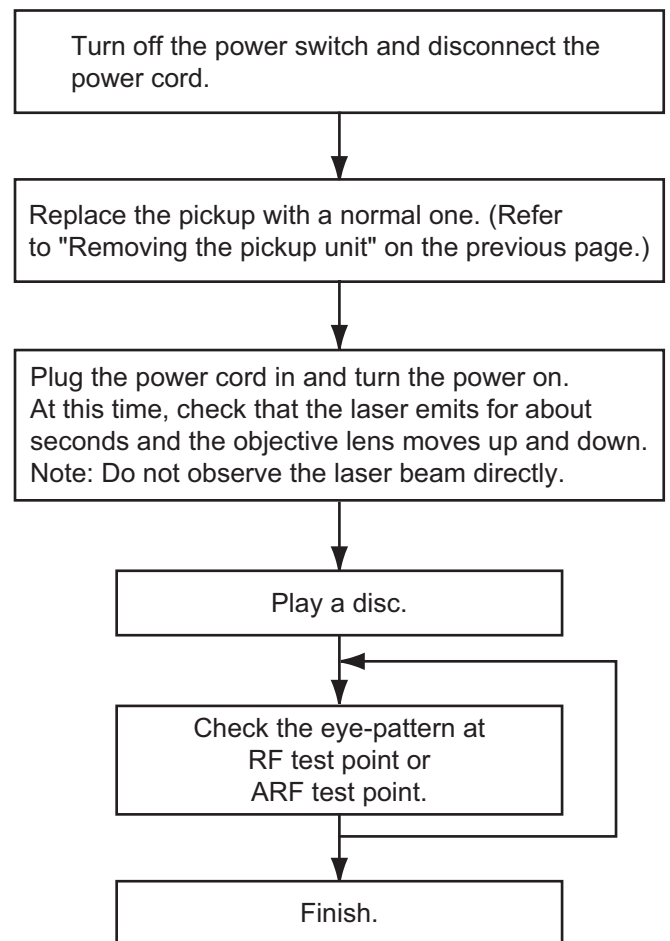 Turn off the power switch and disconnect the
power cord.
Replace the pickup with a normal one. (Refer
to "Removing the pickup unit" on the previous page.)
Plug the power cord in and turn the power on.
At this time, check that the laser emits for about
seconds and the objective lens moves up and down.
Note: Do not observe the laser beam directly.
Play a disc.
Check the eye-pattern at
RF test point or
ARF test point.
Finish.